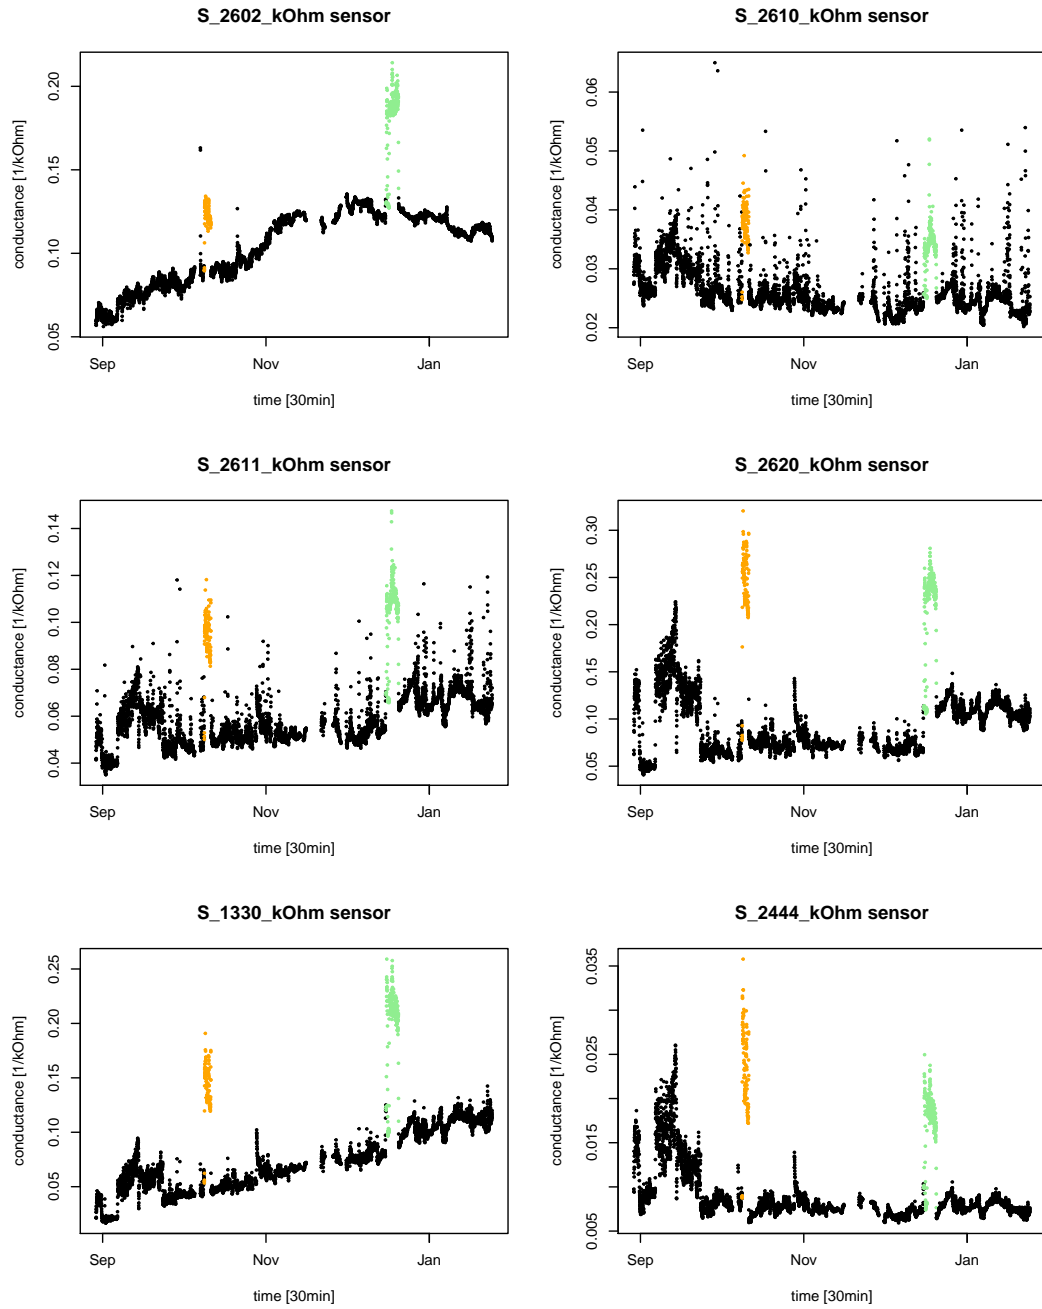 S_2602_kOhm sensor
conductance [1/kOhm]
0.05 0.10 0.15 0.20
Sep Nov Jan
time [30min]
S_2610_kOhm sensor
conductance [1/kOhm]
0.02 0.03 0.04 0.05 0.06
Sep Nov Jan
time [30min]
S_2611_kOhm sensor
conductance [1/kOhm]
0.04 0.06 0.08 0.10 0.12 0.14
Sep Nov Jan
time [30min]
S_2620_kOhm sensor
conductance [1/kOhm]
0.05 0.10 0.15 0.20 0.25 0.30
Sep Nov Jan
time [30min]
S_1330_kOhm sensor
conductance [1/kOhm]
0.05 0.10 0.15 0.20 0.25
Sep Nov Jan
time [30min]
S_2444_kOhm sensor
conductance [1/kOhm]
0.005 0.015 0.025 0.035
Sep Nov Jan
time [30min]